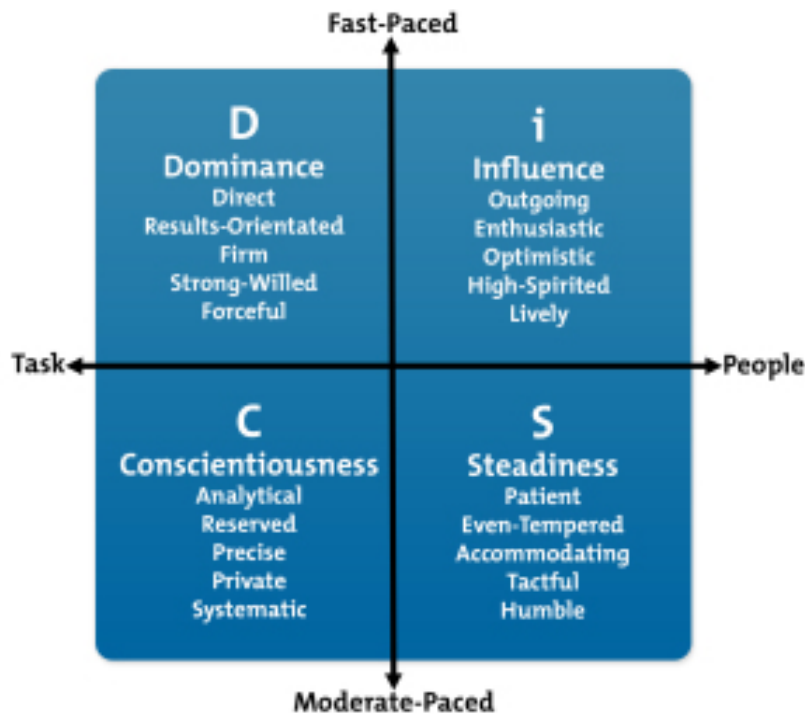 Fast-Paced
D
Dominance
Direct
Results-Orientated
Firm
Strong-Willed
Forceful
i
Influence
Outgoing
Enthusiastic
Optimistic
High-Spirited
Lively
Task
People
C
Conscientiousness
Analytical
Reserved
Precise
Private
Systematic
S
Steadiness
Patient
Even-Tempered
Accommodating
Tactful
Humble
Moderate-Paced